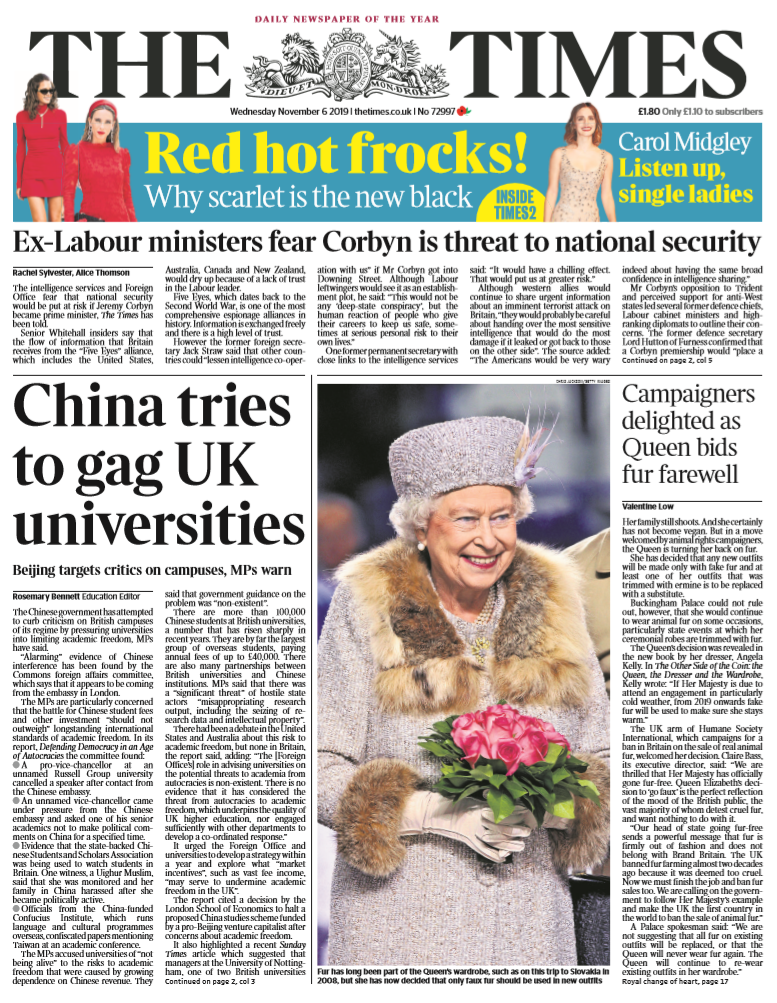 DAILY NEWSPAPER OF THE YEAR
THE TIMES
DIEU ET MON DROIT
Wednesday November 6 2019 | thetimes.co.uk | No 72997
£1.80 Only £1.10 to subscribers
Red hot frocks!
Why scarlet is the new black
INSIDE
TIMES2
Carol Midgley
Listen up,
single ladies
Ex-Labour ministers fear Corbyn is threat to national security
Rachel Sylvester, Alice Thomson
The intelligence services and Foreign
Office fear that national security
would be put at risk if Jeremy Corbyn
became prime minister, The Times has
been told.
Senior Whitehall insiders say that
the flow of information that Britain
receives from the "Five Eyes" alliance,
which includes the United States,
Australia, Canada and New Zealand,
would dry up because of a lack of trust
in the Labour leader.
Five Eyes, which dates back to the
Second World War, is one of the most
comprehensive espionage alliances in
history. Information is exchanged freely
and there is a high level of trust.
However the former foreign secre-
tary Jack Straw said that other coun-
tries could "lessen intelligence co-oper-
ation with us" if Mr Corbyn got into
Downing Street. Although Labour
leftwingers would see it as an establish-
ment plot, he said: "This would not be
any 'deep-state conspiracy', but the
human reaction of people who give
their careers to keep us safe, some-
times at serious personal risk to their
own lives."
One former permanent secretary with
close links to the intelligence services
said: "It would have a chilling effect.
That would put us at greater risk."
Although western allies would
continue to share urgent information
about an imminent terrorist attack on
Britain, "they would probably be careful
about handing over the most sensitive
intelligence that would do the most
damage if it leaked or got back to those
on the other side". The source added:
"The Americans would be very wary
indeed about having the same broad
confidence in intelligence sharing."
Mr Corbyn's opposition to Trident
and perceived support for anti-West
states led several former defence chiefs,
Labour cabinet ministers and high-
ranking diplomats to outline their con-
cerns. The former defence secretary
Lord Hutton of Furness confirmed that
a Corbyn premiership would "place a
Continued on page 2, col 5
China tries
to gag UK
universities
Beijing targets critics on campuses, MPs warn
Rosemary Bennett Education Editor
The Chinese government has attempted
to curb criticism on British campuses
of its regime by pressuring universities
into limiting academic freedom, MPs
have said.
"Alarming" evidence of Chinese
interference has been found by the
Commons foreign affairs committee,
which says that it appears to be coming
from the embassy in London.
The MPs are particularly concerned
that the battle for Chinese student fees
and other investment "should not
outweigh" longstanding international
standards of academic freedom. In its
report, Defending Democracy in an Age
of Autocracies the committee found:
● A pro-vice-chancellor at an
unnamed Russell Group university
cancelled a speaker after contact from
the Chinese embassy.
● An unnamed vice-chancellor came
under pressure from the Chinese
embassy and asked one of his senior
academics not to make political com-
ments on China for a specified time.
● Evidence that the state-backed Chi-
nese Students and Scholars Association
was being used to watch students in
Britain. One witness, a Uighur Muslim,
said that she was monitored and her
family in China harassed after she
became politically active.
● Officials from the China-funded
Confucius Institute, which runs
language and cultural programmes
overseas, confiscated papers mentioning
Taiwan at an academic conference.
The MPs accused universities of "not
being alive" to the risks to academic
freedom that were caused by growing
dependence on Chinese revenue. They
said that government guidance on the
problem was "non-existent".
There are more than 100,000
Chinese students at British universities,
a number that has risen sharply in
recent years. They are by far the largest
group of overseas students, paying
annual fees of up to £40,000. There
are also many partnerships between
British universities and Chinese
institutions. MPs said that there was
a "significant threat" of hostile state
actors "misappropriating research
output, including the seizing of re-
search data and intellectual property".
There had been a debate in the United
States and Australia about this risk to
academic freedom, but none in Britain,
the report said, adding: "The [Foreign
Office's] role in advising universities on
the potential threats to academia from
autocracies is non-existent. There is no
evidence that it has considered the
threat from autocracies to academic
freedom, which underpins the quality of
UK higher education, nor engaged
sufficiently with other departments to
develop a co-ordinated response."
It urged the Foreign Office and
universities to develop a strategy within
a year and explore what "market
incentives", such as vast fee income,
"may serve to undermine academic
freedom in the UK".
The report cited a decision by the
London School of Economics to halt a
proposed China studies scheme funded
by a pro-Beijing venture capitalist after
concerns about academic freedom.
It also highlighted a recent Sunday
Times article which suggested that
managers at the University of Notting-
ham, one of two British universities
Continued on page 2, col 3
Fur has long been part of the Queen's wardrobe, such as on this trip to Slovakia in
2008, but she has now decided that only faux fur should be used in new outfits
Campaigners
delighted as
Queen bids
fur farewell
Valentine Low
Her family still shoots. And she certainly
has not become vegan. But in a move
welcomed by animal rights campaigners,
the Queen is turning her back on fur.
She has decided that any new outfits
will be made only with fake fur and at
least one of her outfits that was
trimmed with ermine is to be replaced
with a substitute.
Buckingham Palace could not rule
out, however, that she would continue
to wear animal fur on some occasions,
particularly state events at which her
ceremonial robes are trimmed with fur.
The Queen's decision was revealed in
the new book by her dresser, Angela
Kelly. In The Other Side of the Coin: the
Queen, the Dresser and the Wardrobe,
Kelly wrote: "If Her Majesty is due to
attend an engagement in particularly
cold weather, from 2019 onwards fake
fur will be used to make sure she stays
warm."
The UK arm of Humane Society
International, which campaigns for a
ban in Britain on the sale of real animal
fur, welcomed her decision. Claire Bass,
its executive director, said: "We are
thrilled that Her Majesty has officially
gone fur-free. Queen Elizabeth's deci-
sion to 'go faux' is the perfect reflection
of the mood of the British public, the
vast majority of whom detest cruel fur,
and want nothing to do with it.
"Our head of state going fur-free
sends a powerful message that fur is
firmly out of fashion and does not
belong with Brand Britain. The UK
banned fur farming almost two decades
ago because it was deemed too cruel.
Now we must finish the job and ban fur
sales too. We are calling on the govern-
ment to follow Her Majesty's example
and make the UK the first country in
the world to ban the sale of animal fur."
A Palace spokesman said: "We are
not suggesting that all fur on existing
outfits will be replaced, or that the
Queen will never wear fur again. The
Queen will continue to re-wear
existing outfits in her wardrobe."
Royal change of heart, page 17